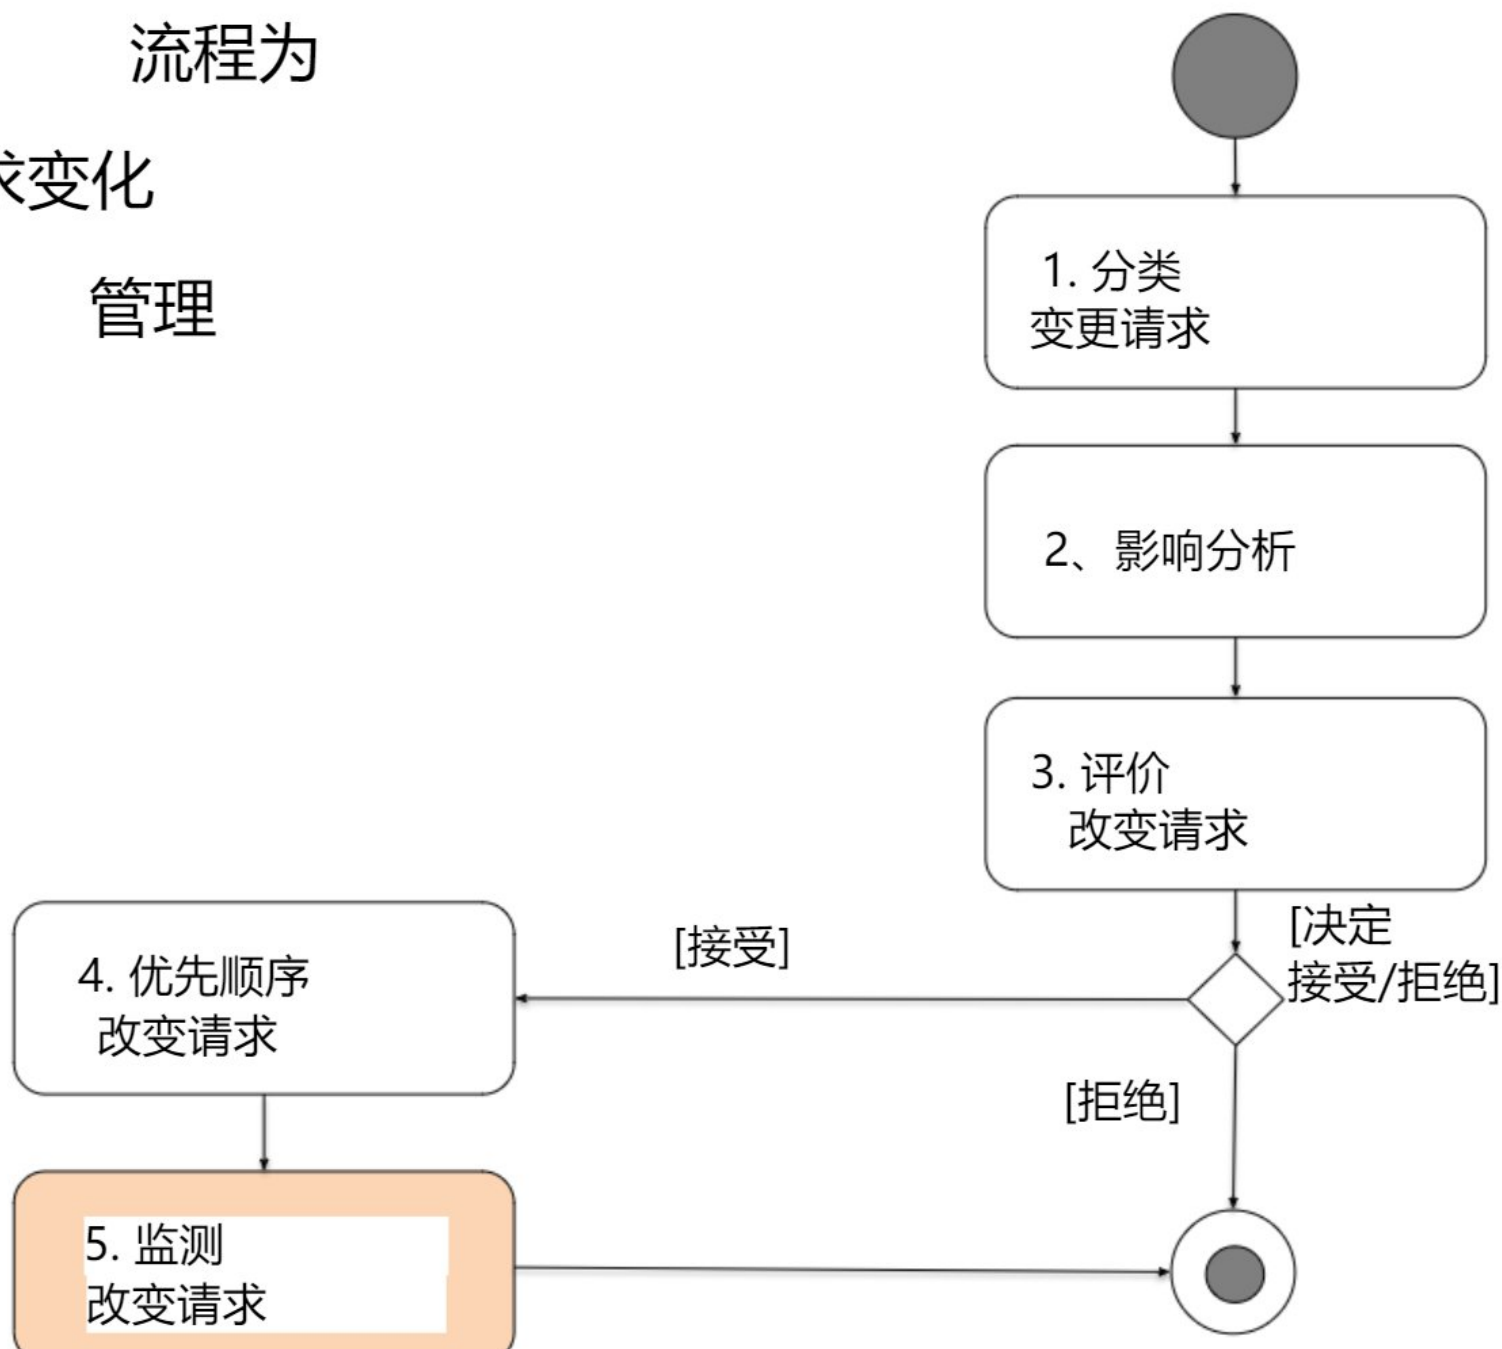 流程为
求变化
管理
1. 分类
变更请求
2、影响分析
3. 评价
改变请求
[决定
接受/拒绝]
[接受]
4. 优先顺序
改变请求
[拒绝]
5. 监测
改变请求